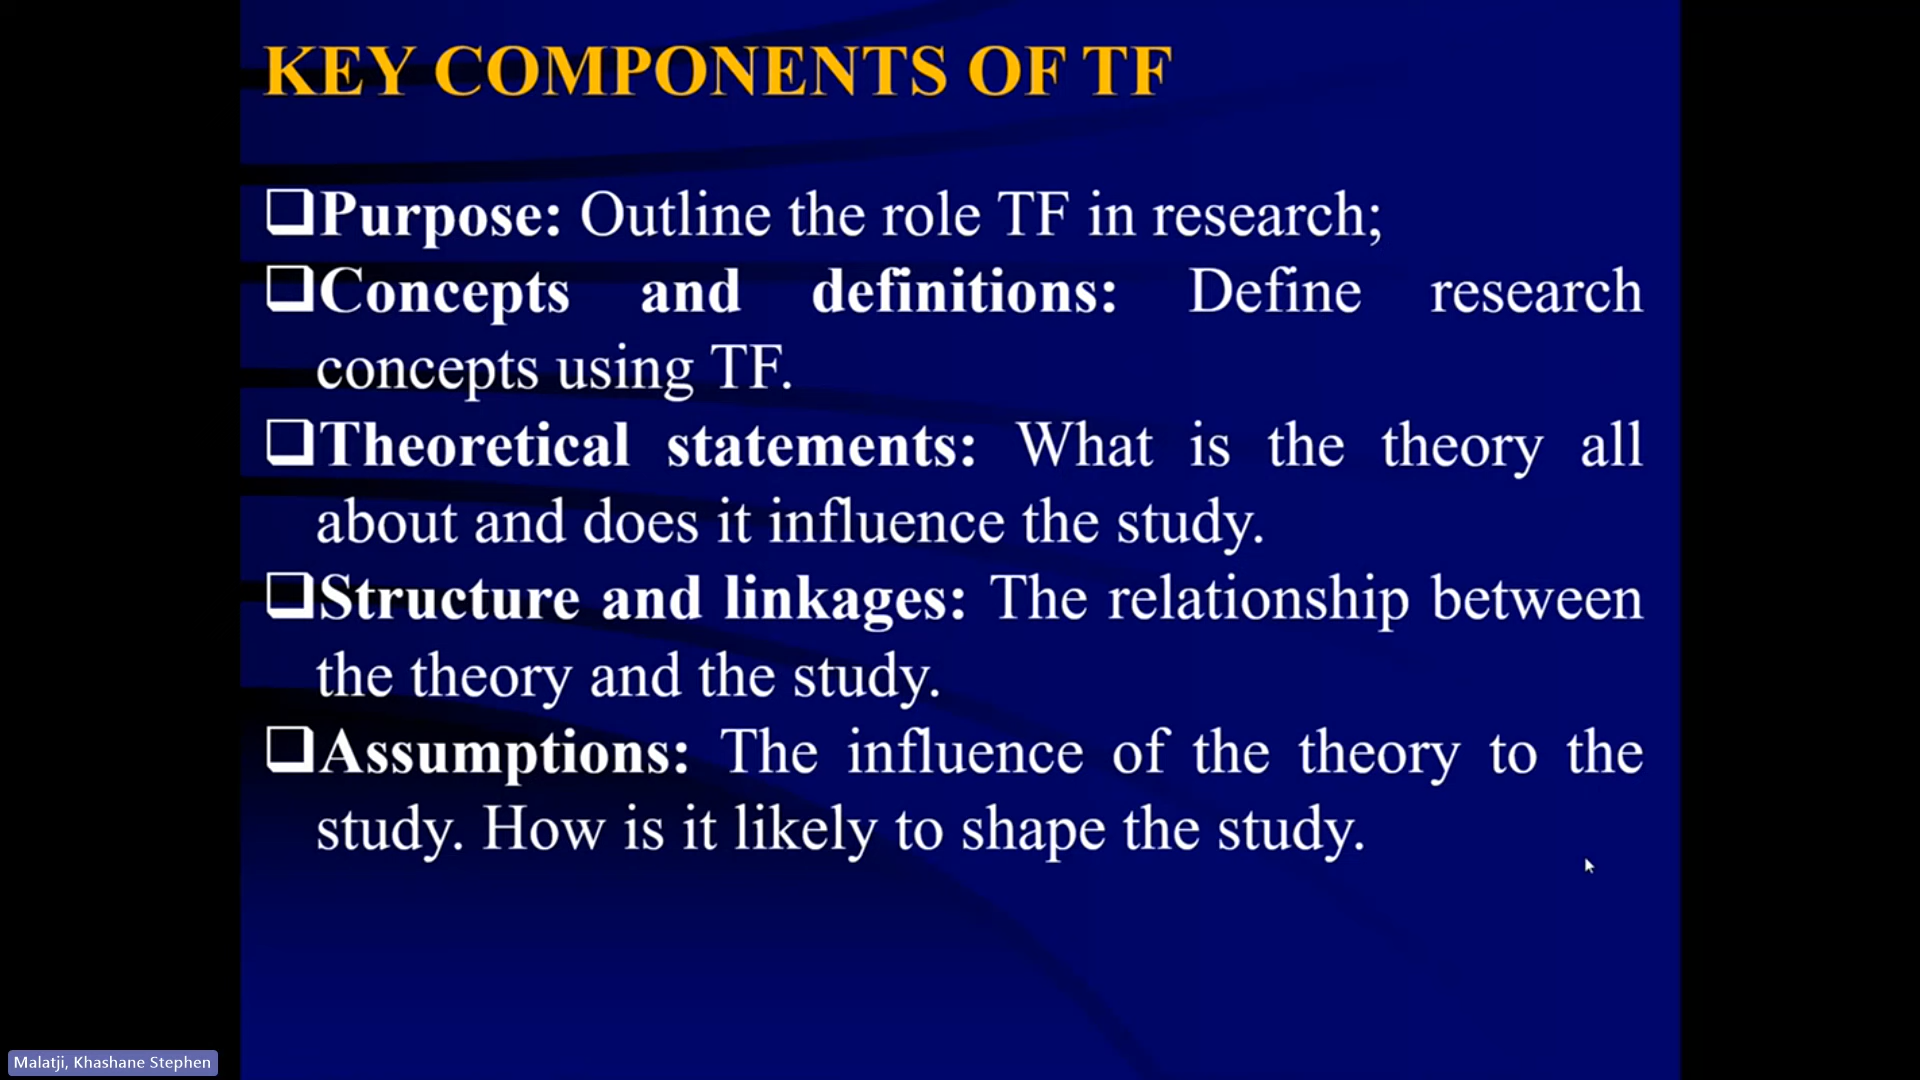 KEY COMPONENTS OF TF
❑Purpose: Outline the role TF in research;
❑Concepts and definitions: Define research
concepts using TF.
❑Theoretical statements: What is the theory all
about and does it influence the study.
❑Structure and linkages: The relationship between
the theory and the study.
❑Assumptions: The influence of the theory to the
study. How is it likely to shape the study.
Malatji, Khashane Stephen